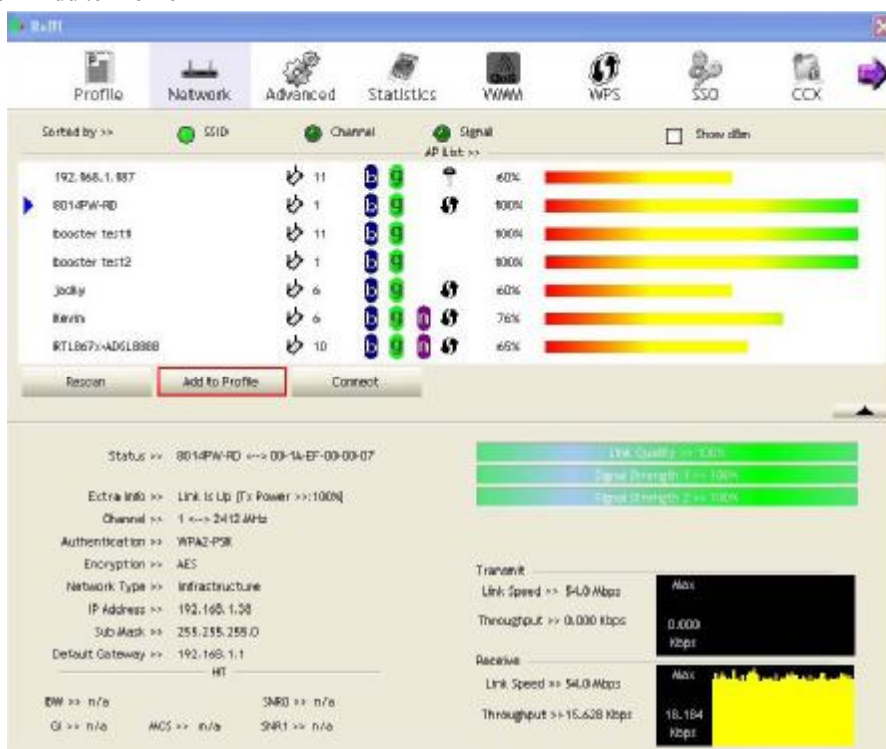 RaUI
Profile Network Advanced Statistics WMM WPS SSO CCX
QoS
Sorted by >> SSID Channel Signal Show dBm
AP List >>
192.168.1.187 11 b g 60%
8014PW-RD 1 b g 100%
booster test1 11 b g 100%
booster test2 1 b g 100%
jacky 6 b g 60%
Kevin 6 b g n 76%
RTL867x-ADSL8888 10 b g n 65%
Rescan Add to Profile Connect
Status >> 8014PW-RD <--> 00-1A-EF-00-00-07
Extra Info >> Link is Up [Tx Power >>:100%]
Channel >> 1 <--> 2412 MHz
Authentication >> WPA2-PSK
Encryption >> AES
Network Type >> Infrastructure
IP Address >> 192.168.1.38
Sub Mask >> 255.255.255.0
Default Gateway >> 192.168.1.1
HT
BW >> n/a SNR0 >> n/a
GI >> n/a MCS >> n/a SNR1 >> n/a
Link Quality >> 100%
Signal Strength 1 >> 100%
Signal Strength 2 >> 100%
Transmit
Link Speed >> 54.0 Mbps
Throughput >> 0.000 Kbps
Max
0.000
Kbps
Receive
Link Speed >> 54.0 Mbps
Throughput >> 15.628 Kbps
Max
18.184
Kbps